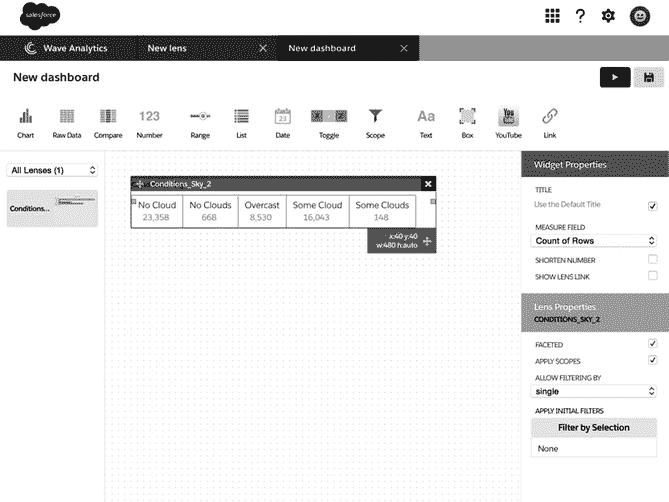 salesforce
Wave Analytics
New lens
New dashboard
New dashboard
Chart
Raw Data
Compare
123
Number
Range
List
23
Date
Toggle
Scope
Aa
Text
Box
You
Tube
YouTube
Link
All Lenses (1)
Conditions...
Conditions_Sky_2
No Cloud No Clouds Overcast Some Cloud Some Clouds
23,358 668 8,530 16,043 148
x:40 y:40
w:480 h:auto
Widget Properties
TITLE
Use the Default Title
MEASURE FIELD
Count of Rows
SHORTEN NUMBER
SHOW LENS LINK
Lens Properties
CONDITIONS_SKY_2
FACETED
APPLY SCOPES
ALLOW FILTERING BY
single
APPLY INITIAL FILTERS
Filter by Selection
None